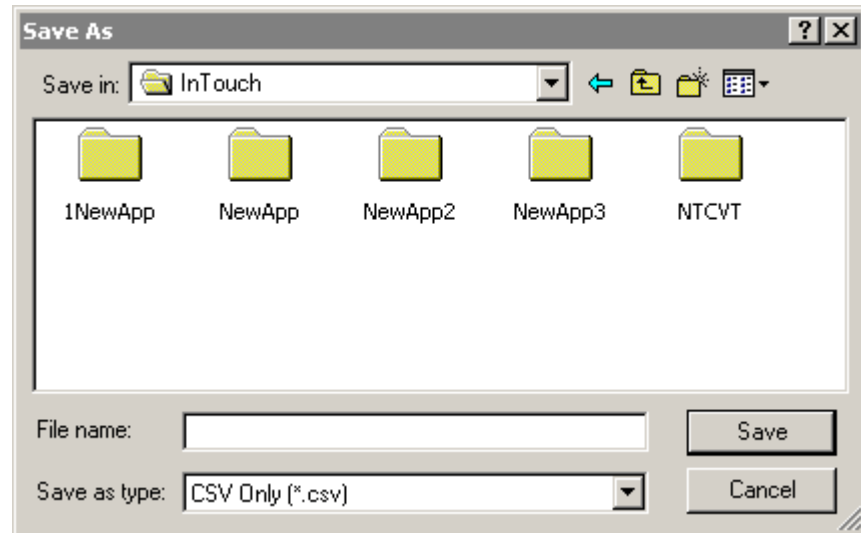 Save As
Save in: InTouch
1NewApp NewApp NewApp2 NewApp3 NTCVT
File name: Save
Save as type: CSV Only (*.csv) Cancel